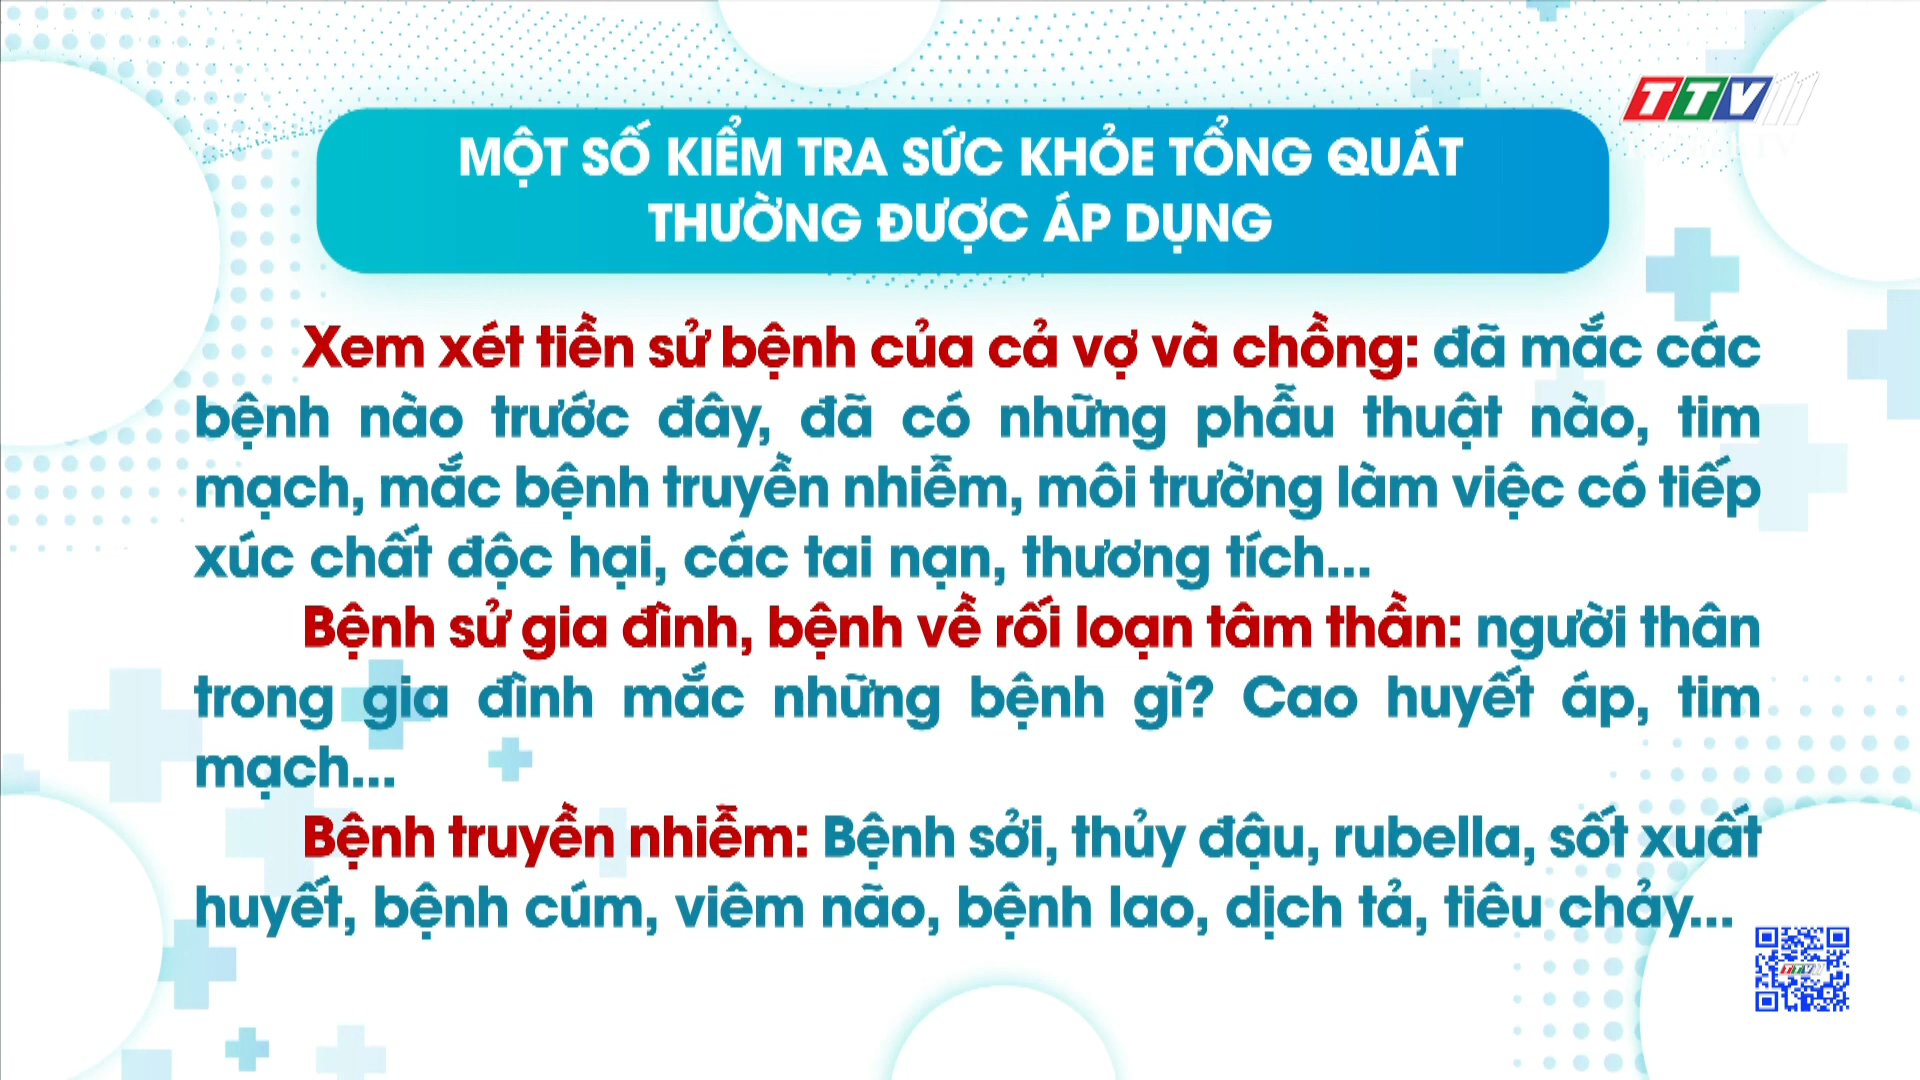 TTV11
MỘT SỐ KIỂM TRA SỨC KHỎE TỔNG QUÁT
THƯỜNG ĐƯỢC ÁP DỤNG
Xem xét tiền sử bệnh của cả vợ và chồng: đã mắc các
bệnh nào trước đây, đã có những phẫu thuật nào, tim
mạch, mắc bệnh truyền nhiễm, môi trường làm việc có tiếp
xúc chất độc hại, các tai nạn, thương tích...
Bệnh sử gia đình, bệnh về rối loạn tâm thần: người thân
trong gia đình mắc những bệnh gì? Cao huyết áp, tim
mạch...
Bệnh truyền nhiễm: Bệnh sởi, thủy đậu, rubella, sốt xuất
huyết, bệnh cúm, viêm não, bệnh lao, dịch tả, tiêu chảy...
TTV11